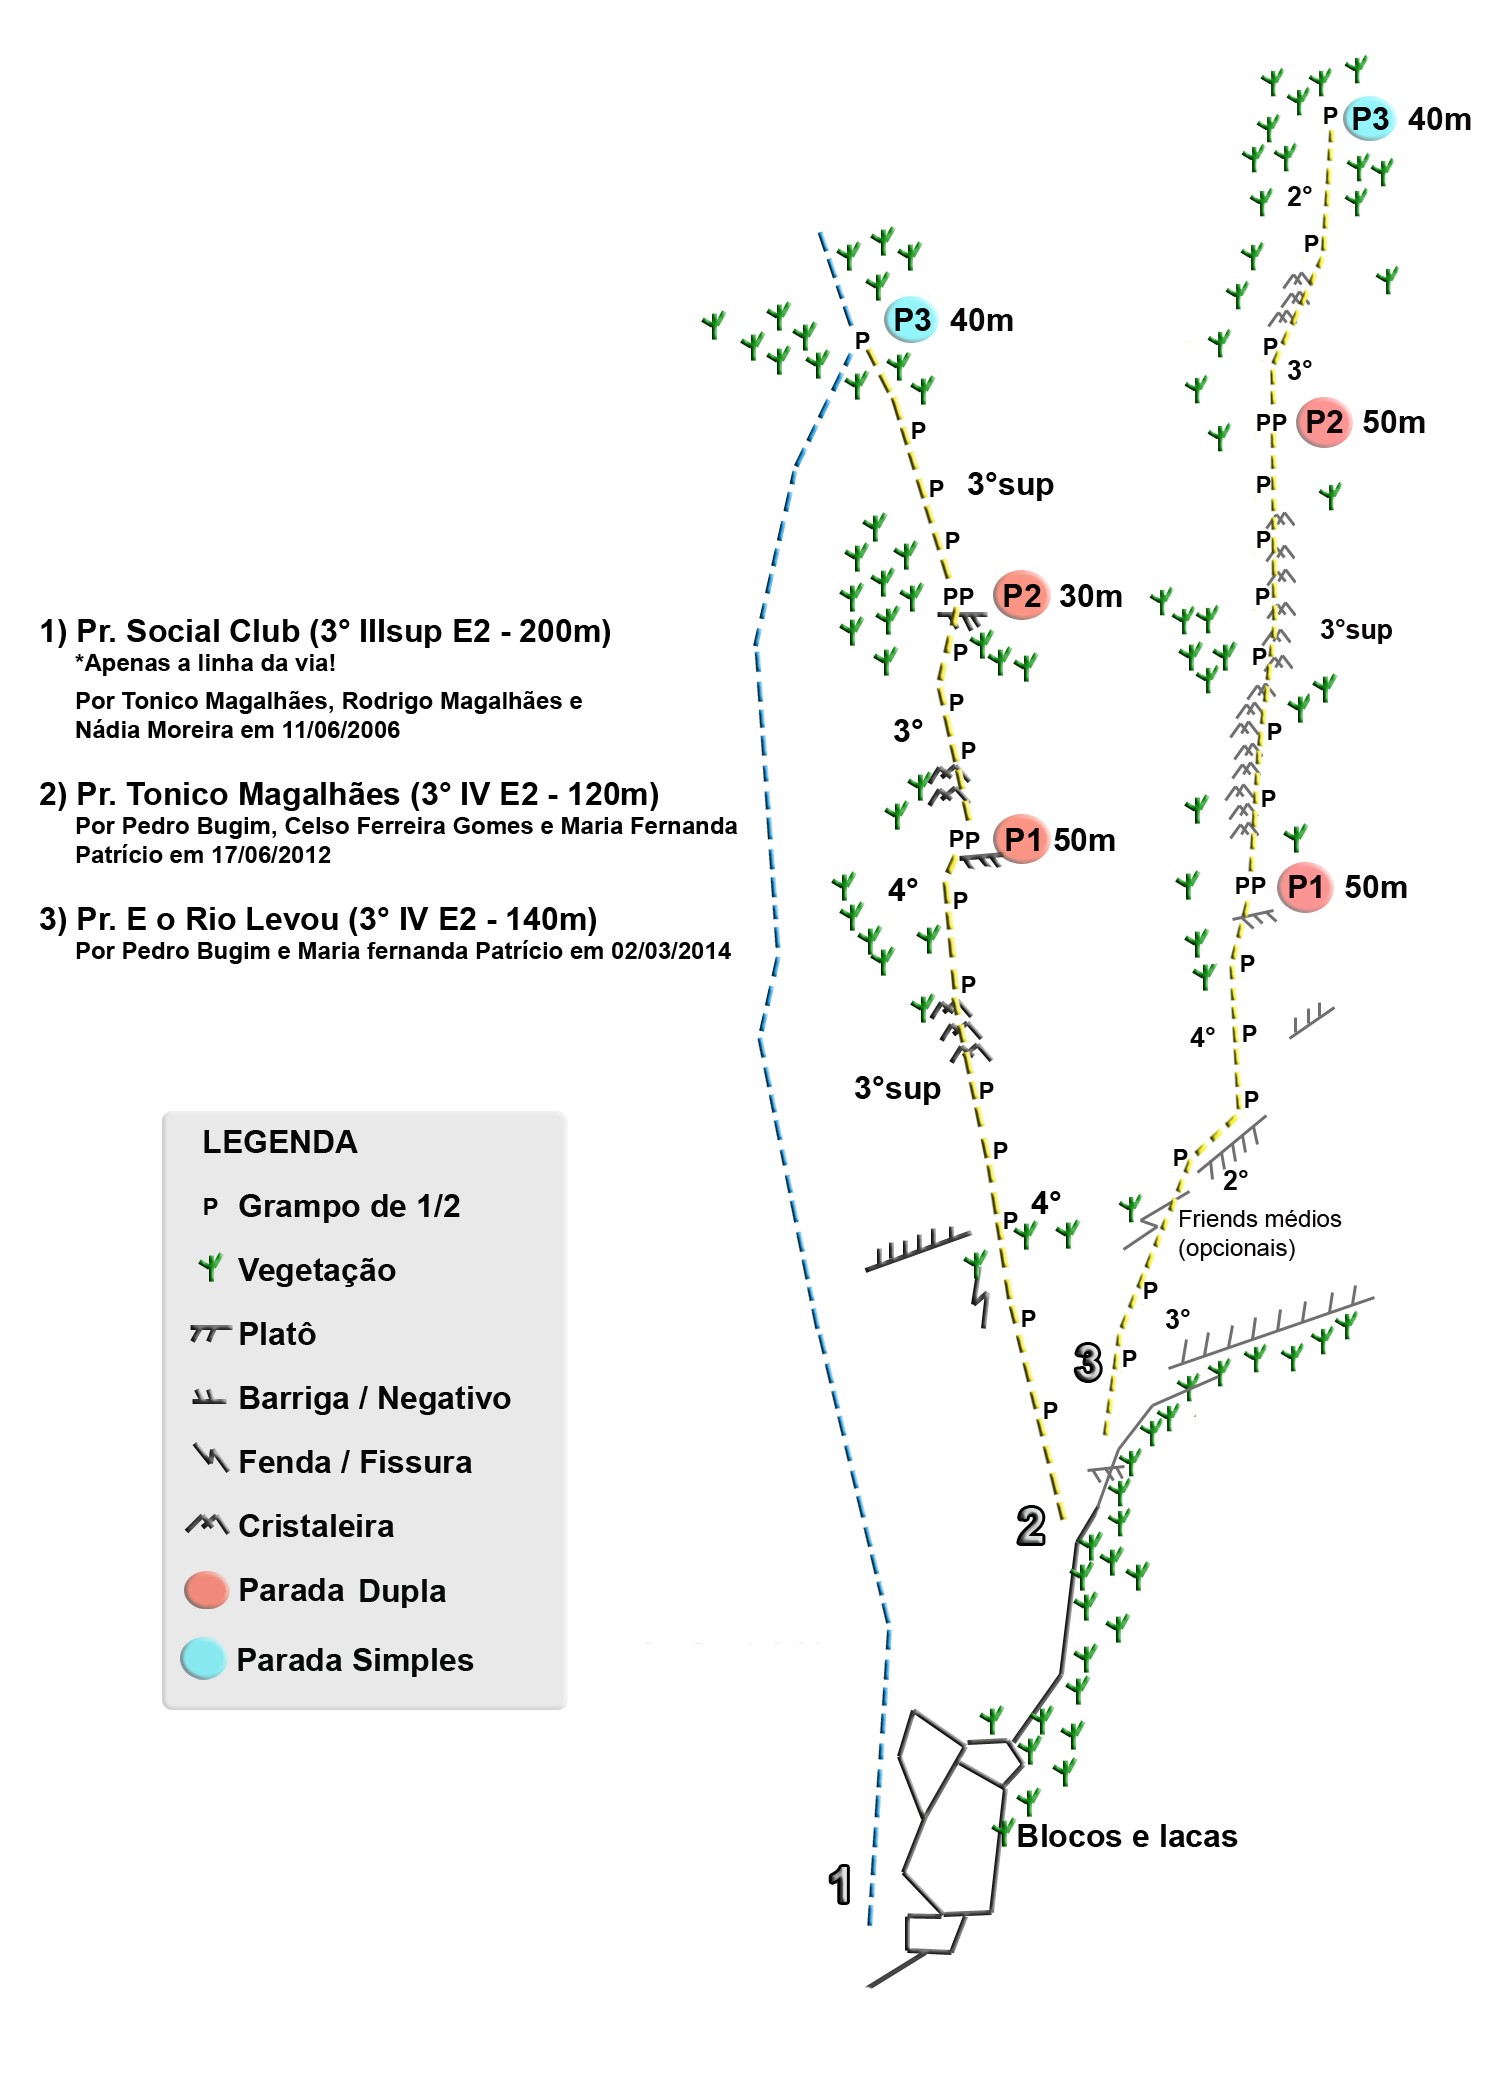 1) Pr. Social Club (3° IIIsup E2 - 200m)
*Apenas a linha da via!
Por Tonico Magalhães, Rodrigo Magalhães e
Nádia Moreira em 11/06/2006
2) Pr. Tonico Magalhães (3° IV E2 - 120m)
Por Pedro Bugim, Celso Ferreira Gomes e Maria Fernanda
Patrício em 17/06/2012
3) Pr. E o Rio Levou (3° IV E2 - 140m)
Por Pedro Bugim e Maria fernanda Patrício em 02/03/2014
LEGENDA
P Grampo de 1/2
Vegetação
Platô
Barriga / Negativo
Fenda / Fissura
Cristaleira
Parada Dupla
Parada Simples
1
P
P3 40m
P
P
3°sup
P
PP P2 30m
P
P
3°
P
PP P1 50m
4°
P
P
3°sup
P
P
P
4°
P
P
2
P P3 40m
2°
P
P
3°
PP P2 50m
P
P
P
3°sup
P
P
P
PP P1 50m
P
4°
P
P
P
2°
Friends médios
(opcionais)
P
3°
P
3
Blocos e lacas